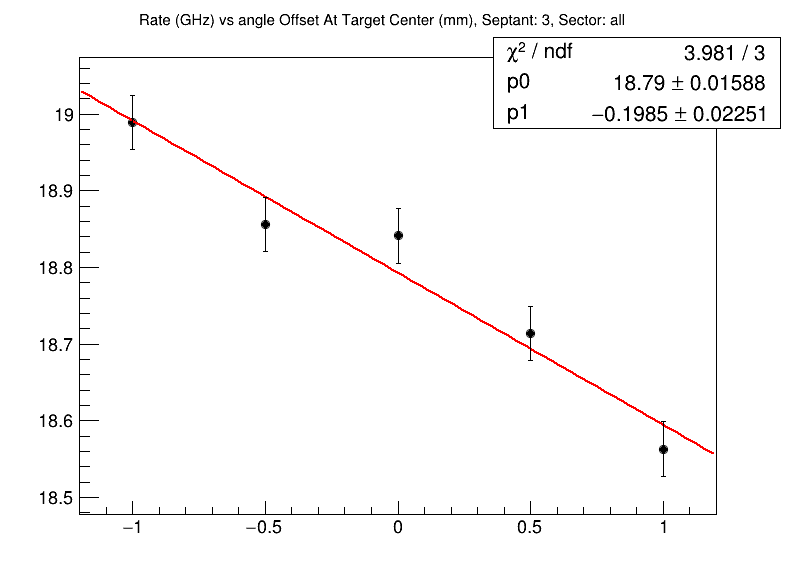 Rate (GHz) vs angle Offset At Target Center (mm), Septant: 3, Sector: all
χ² / ndf 3.981 / 3
p0 18.79 ± 0.01588
p1 −0.1985 ± 0.02251
19
18.9
18.8
18.7
18.6
18.5
−1 −0.5 0 0.5 1